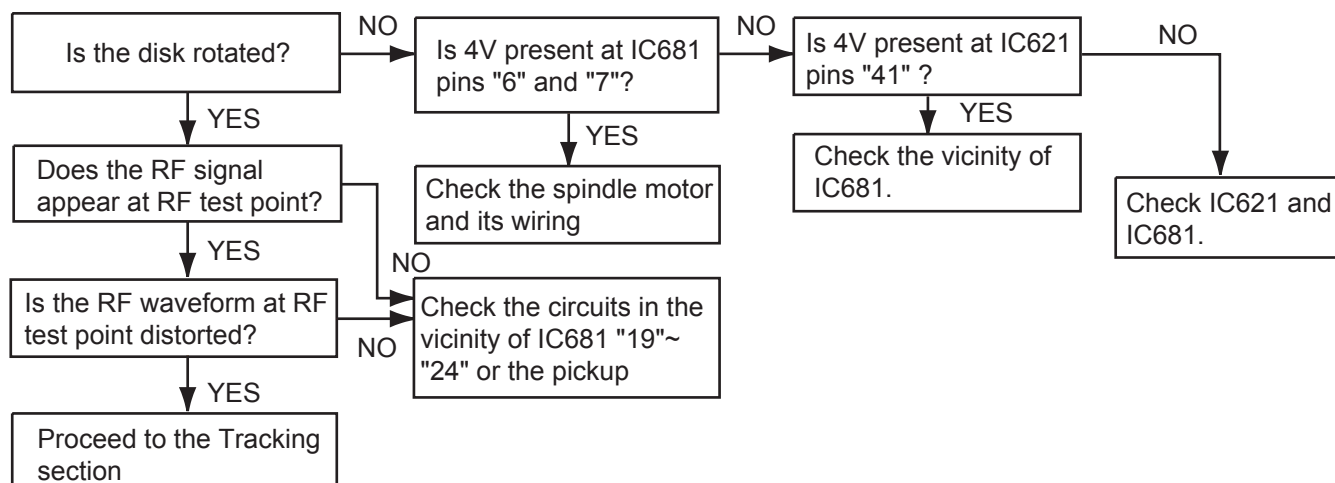 Is the disk rotated?
NO
Is 4V present at IC681
pins "6" and "7"?
NO
Is 4V present at IC621
pins "41" ?
NO
YES
YES
YES
Does the RF signal
appear at RF test point?
Check the spindle motor
and its wiring
Check the vicinity of
IC681.
Check IC621 and
IC681.
YES
NO
Is the RF waveform at RF
test point distorted?
NO
Check the circuits in the
vicinity of IC681 "19"~
"24" or the pickup
YES
Proceed to the Tracking
section